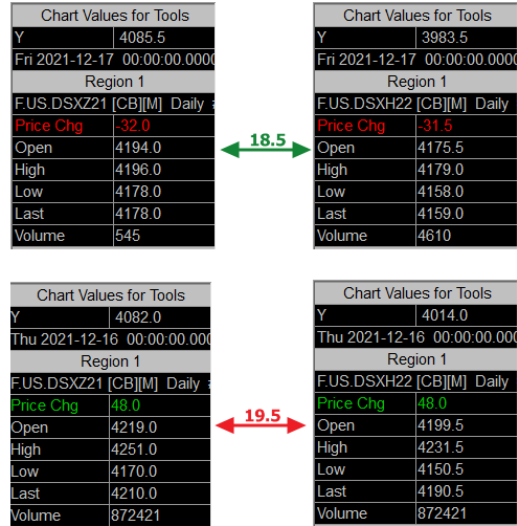 Chart Values for Tools
Y 4085.5
Fri 2021-12-17 00:00:00.000
Region 1
F.US.DSXZ21 [CB][M] Daily
Price Chg -32.0
Open 4194.0
High 4196.0
Low 4178.0
Last 4178.0
Volume 545
18.5
Chart Values for Tools
Y 3983.5
Fri 2021-12-17 00:00:00.000
Region 1
F.US.DSXH22 [CB][M] Daily
Price Chg -31.5
Open 4175.5
High 4179.0
Low 4158.0
Last 4159.0
Volume 4610
Chart Values for Tools
Y 4082.0
Thu 2021-12-16 00:00:00.000
Region 1
F.US.DSXZ21 [CB][M] Daily
Price Chg 48.0
Open 4219.0
High 4251.0
Low 4170.0
Last 4210.0
Volume 872421
19.5
Chart Values for Tools
Y 4014.0
Thu 2021-12-16 00:00:00.00
Region 1
F.US.DSXH22 [CB][M] Daily
Price Chg 48.0
Open 4199.5
High 4231.5
Low 4150.5
Last 4190.5
Volume 872421